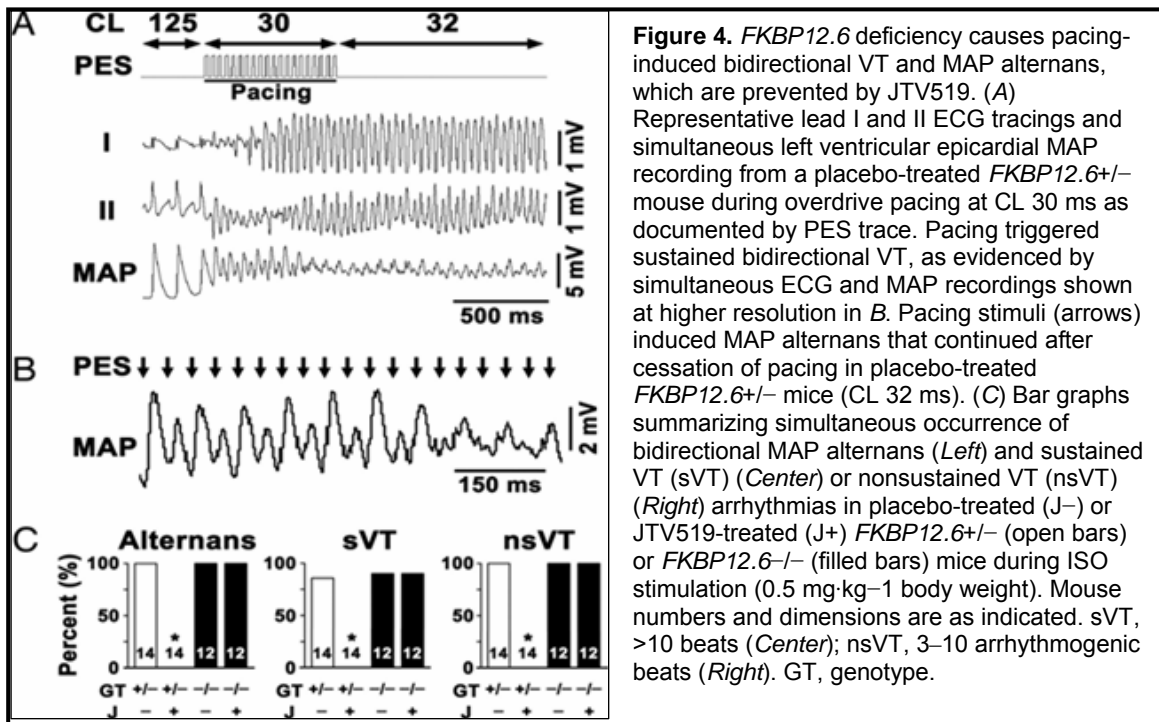 A CL 125 30 32
PES
Pacing
I
1 mV
II
1 mV
MAP
5 mV
500 ms
B PES
MAP
2 mV
150 ms
C Alternans sVT nsVT
Percent (%)
100 100 100
50 50 50
0 0 0
14 * 14 12 12 14 * 14 12 12 14 * 14 12 12
GT +/− +/− −/− −/− GT +/− +/− −/− −/− GT +/− +/− −/− −/−
J − + − + J − + − + J − + − +
Figure 4. FKBP12.6 deficiency causes pacing-
induced bidirectional VT and MAP alternans,
which are prevented by JTV519. (A)
Representative lead I and II ECG tracings and
simultaneous left ventricular epicardial MAP
recording from a placebo-treated FKBP12.6+/−
mouse during overdrive pacing at CL 30 ms as
documented by PES trace. Pacing triggered
sustained bidirectional VT, as evidenced by
simultaneous ECG and MAP recordings shown
at higher resolution in B. Pacing stimuli (arrows)
induced MAP alternans that continued after
cessation of pacing in placebo-treated
FKBP12.6+/− mice (CL 32 ms). (C) Bar graphs
summarizing simultaneous occurrence of
bidirectional MAP alternans (Left) and sustained
VT (sVT) (Center) or nonsustained VT (nsVT)
(Right) arrhythmias in placebo-treated (J−) or
JTV519-treated (J+) FKBP12.6+/− (open bars)
or FKBP12.6−/− (filled bars) mice during ISO
stimulation (0.5 mg·kg−1 body weight). Mouse
numbers and dimensions are as indicated. sVT,
>10 beats (Center); nsVT, 3–10 arrhythmogenic
beats (Right). GT, genotype.